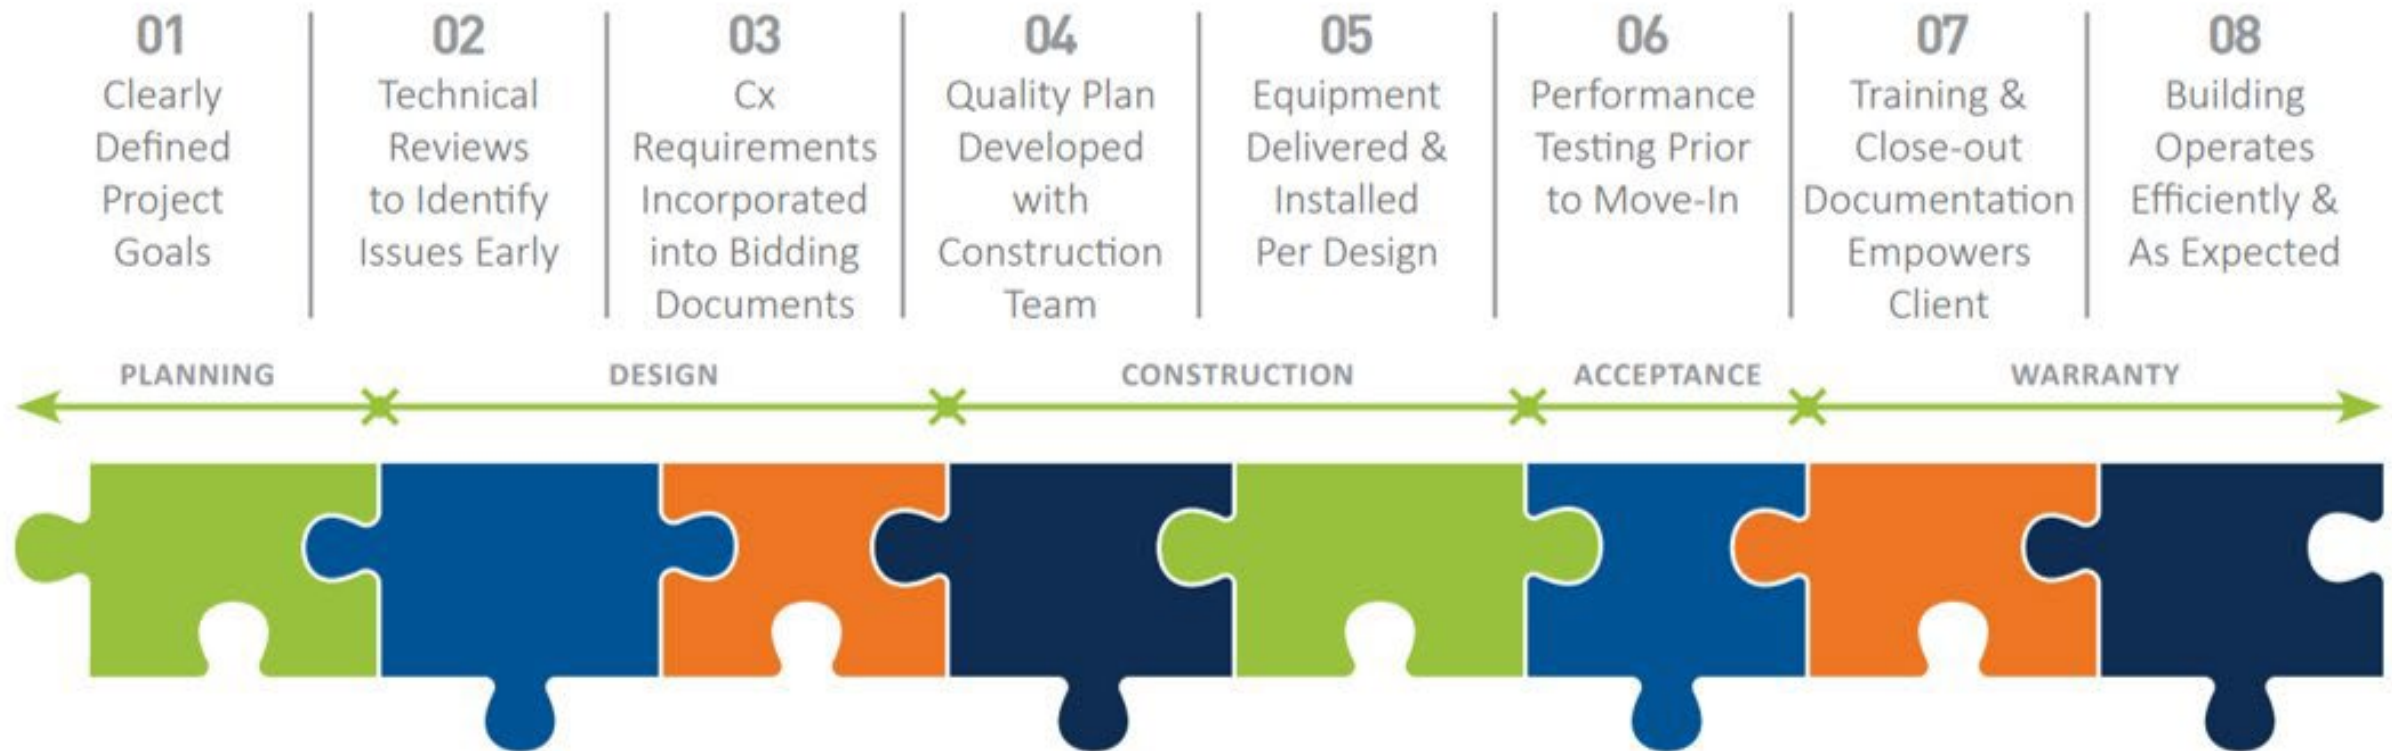 01
Clearly
Defined
Project
Goals
02
Technical
Reviews
to Identify
Issues Early
03
Cx
Requirements
Incorporated
into Bidding
Documents
04
Quality Plan
Developed
with
Construction
Team
05
Equipment
Delivered &
Installed
Per Design
06
Performance
Testing Prior
to Move-In
07
Training &
Close-out
Documentation
Empowers
Client
08
Building
Operates
Efficiently &
As Expected
PLANNING
DESIGN
CONSTRUCTION
ACCEPTANCE
WARRANTY